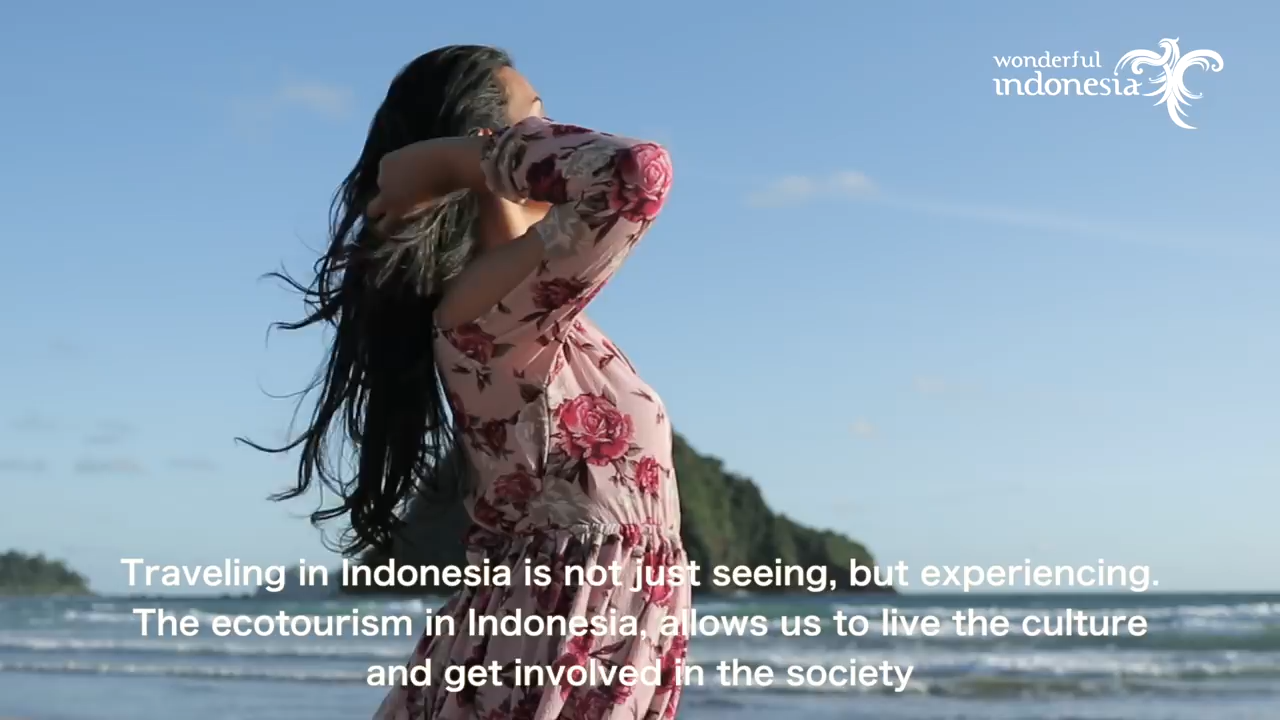 wonderful
indonesia
Traveling in Indonesia is not just seeing, but experiencing.
The ecotourism in Indonesia, allows us to live the culture
and get involved in the society